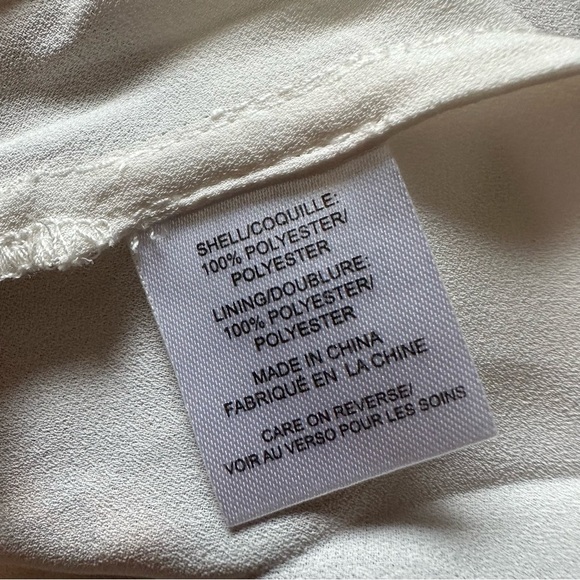 SHELL/COQUILLE:
100% POLYESTER/
POLYESTER
LINING/DOUBLURE:
100% POLYESTER/
POLYESTER
MADE IN CHINA
FABRIQUÉ EN LA CHINE
CARE ON REVERSE/
VOIR AU VERSO POUR LES SOINS